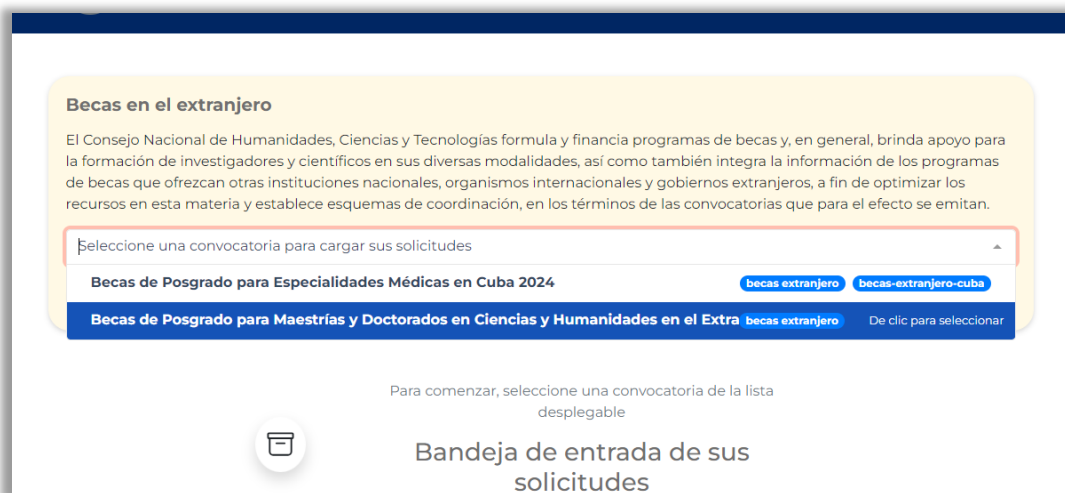 Becas en el extranjero
El Consejo Nacional de Humanidades, Ciencias y Tecnologías formula y financia programas de becas y, en general, brinda apoyo para
la formación de investigadores y científicos en sus diversas modalidades, así como también integra la información de los programas
de becas que ofrezcan otras instituciones nacionales, organismos internacionales y gobiernos extranjeros, a fin de optimizar los
recursos en esta materia y establece esquemas de coordinación, en los términos de las convocatorias que para el efecto se emitan.
Seleccione una convocatoria para cargar sus solicitudes
Becas de Posgrado para Especialidades Médicas en Cuba 2024 becas extranjero becas-extranjero-cuba
Becas de Posgrado para Maestrías y Doctorados en Ciencias y Humanidades en el Extra becas extranjero De clic para seleccionar
Para comenzar, seleccione una convocatoria de la lista
desplegable
Bandeja de entrada de sus
solicitudes